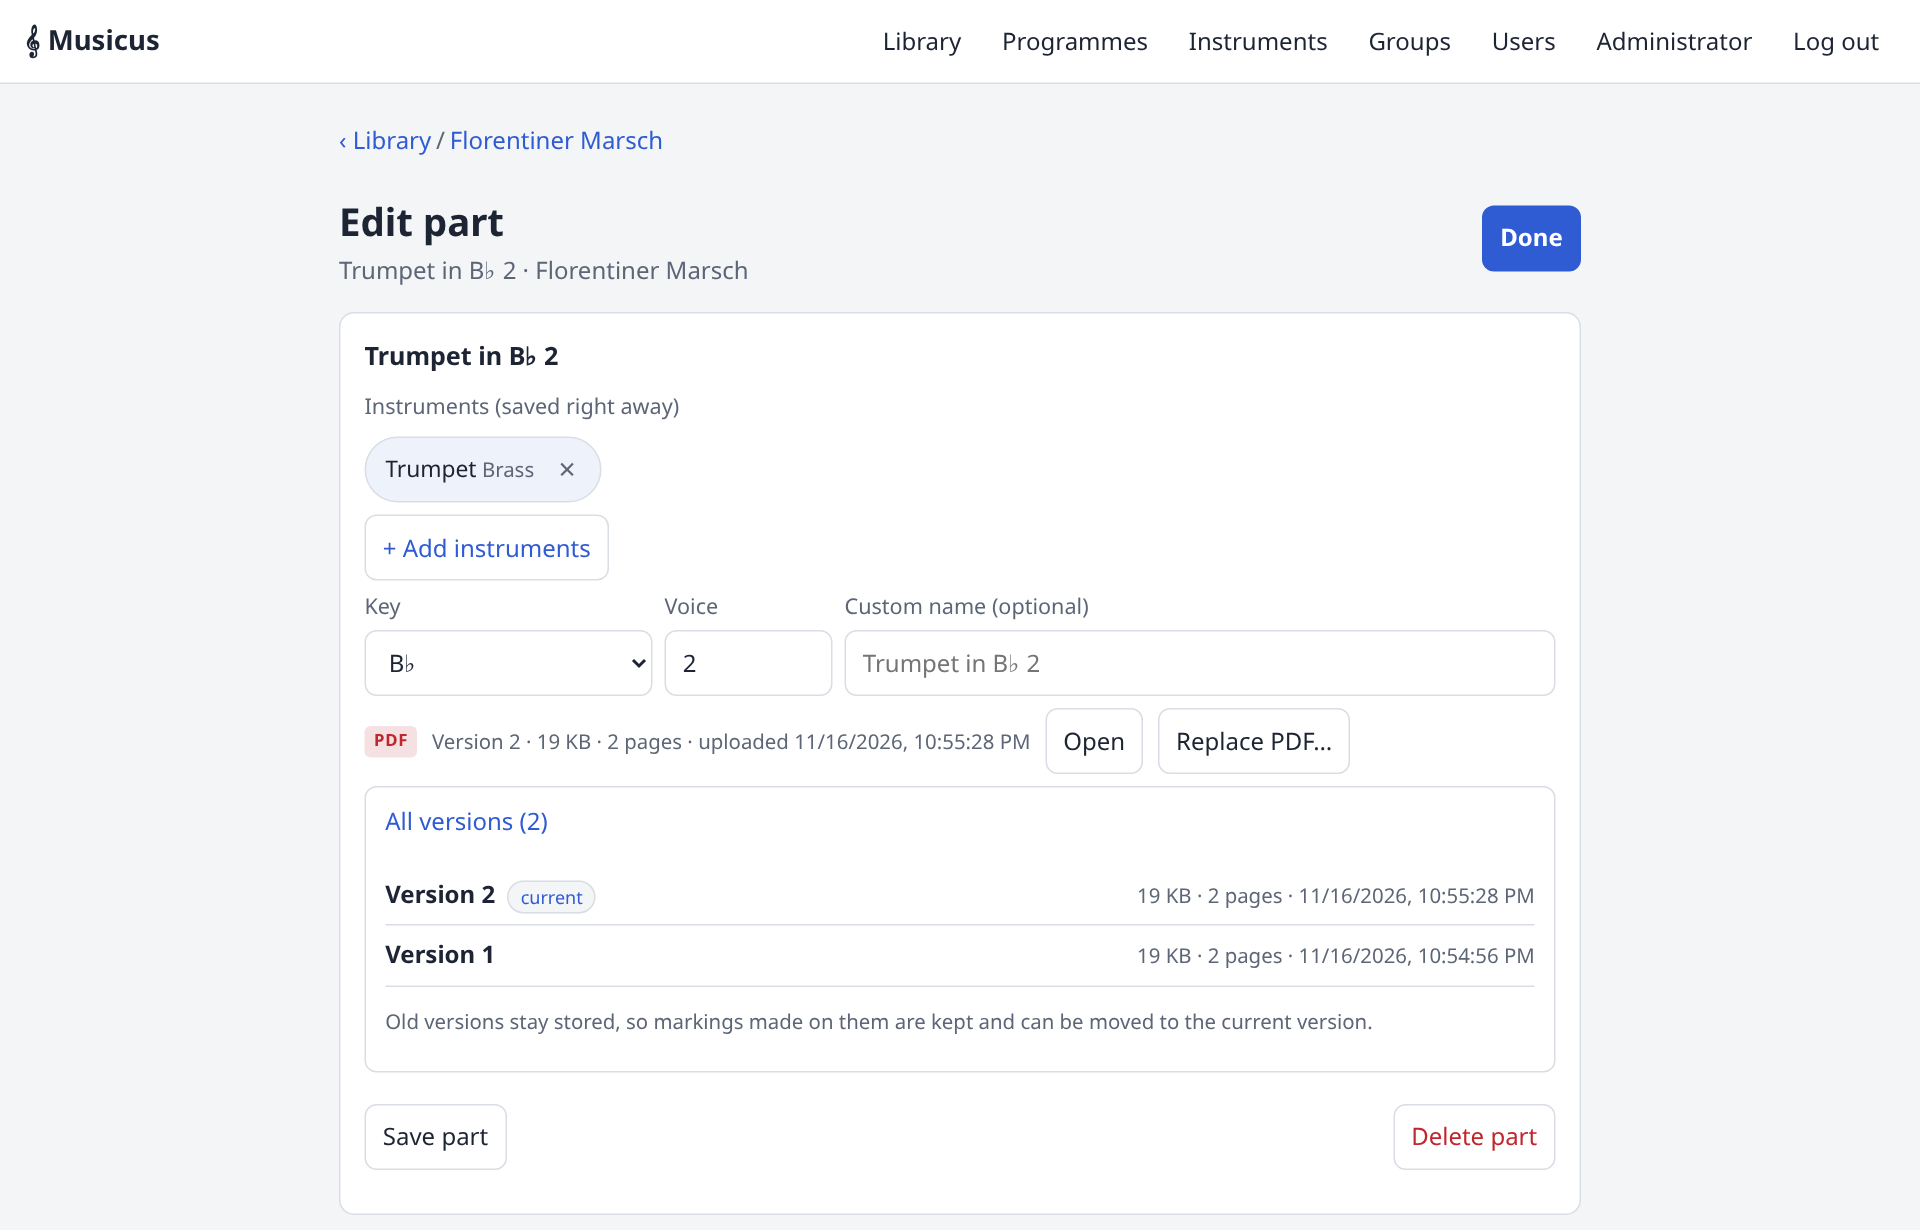 Musicus
Library Programmes Instruments Groups Users Administrator Log out
‹ Library / Florentiner Marsch
Edit part
Done
Trumpet in B♭ 2 · Florentiner Marsch
Trumpet in B♭ 2
Instruments (saved right away)
Trumpet Brass ✕
+ Add instruments
Key Voice Custom name (optional)
B♭ 2 Trumpet in B♭ 2
PDF Version 2 · 19 KB · 2 pages · uploaded 11/16/2026, 10:55:28 PM Open Replace PDF…
All versions (2)
Version 2 current 19 KB · 2 pages · 11/16/2026, 10:55:28 PM
Version 1 19 KB · 2 pages · 11/16/2026, 10:54:56 PM
Old versions stay stored, so markings made on them are kept and can be moved to the current version.
Save part Delete part